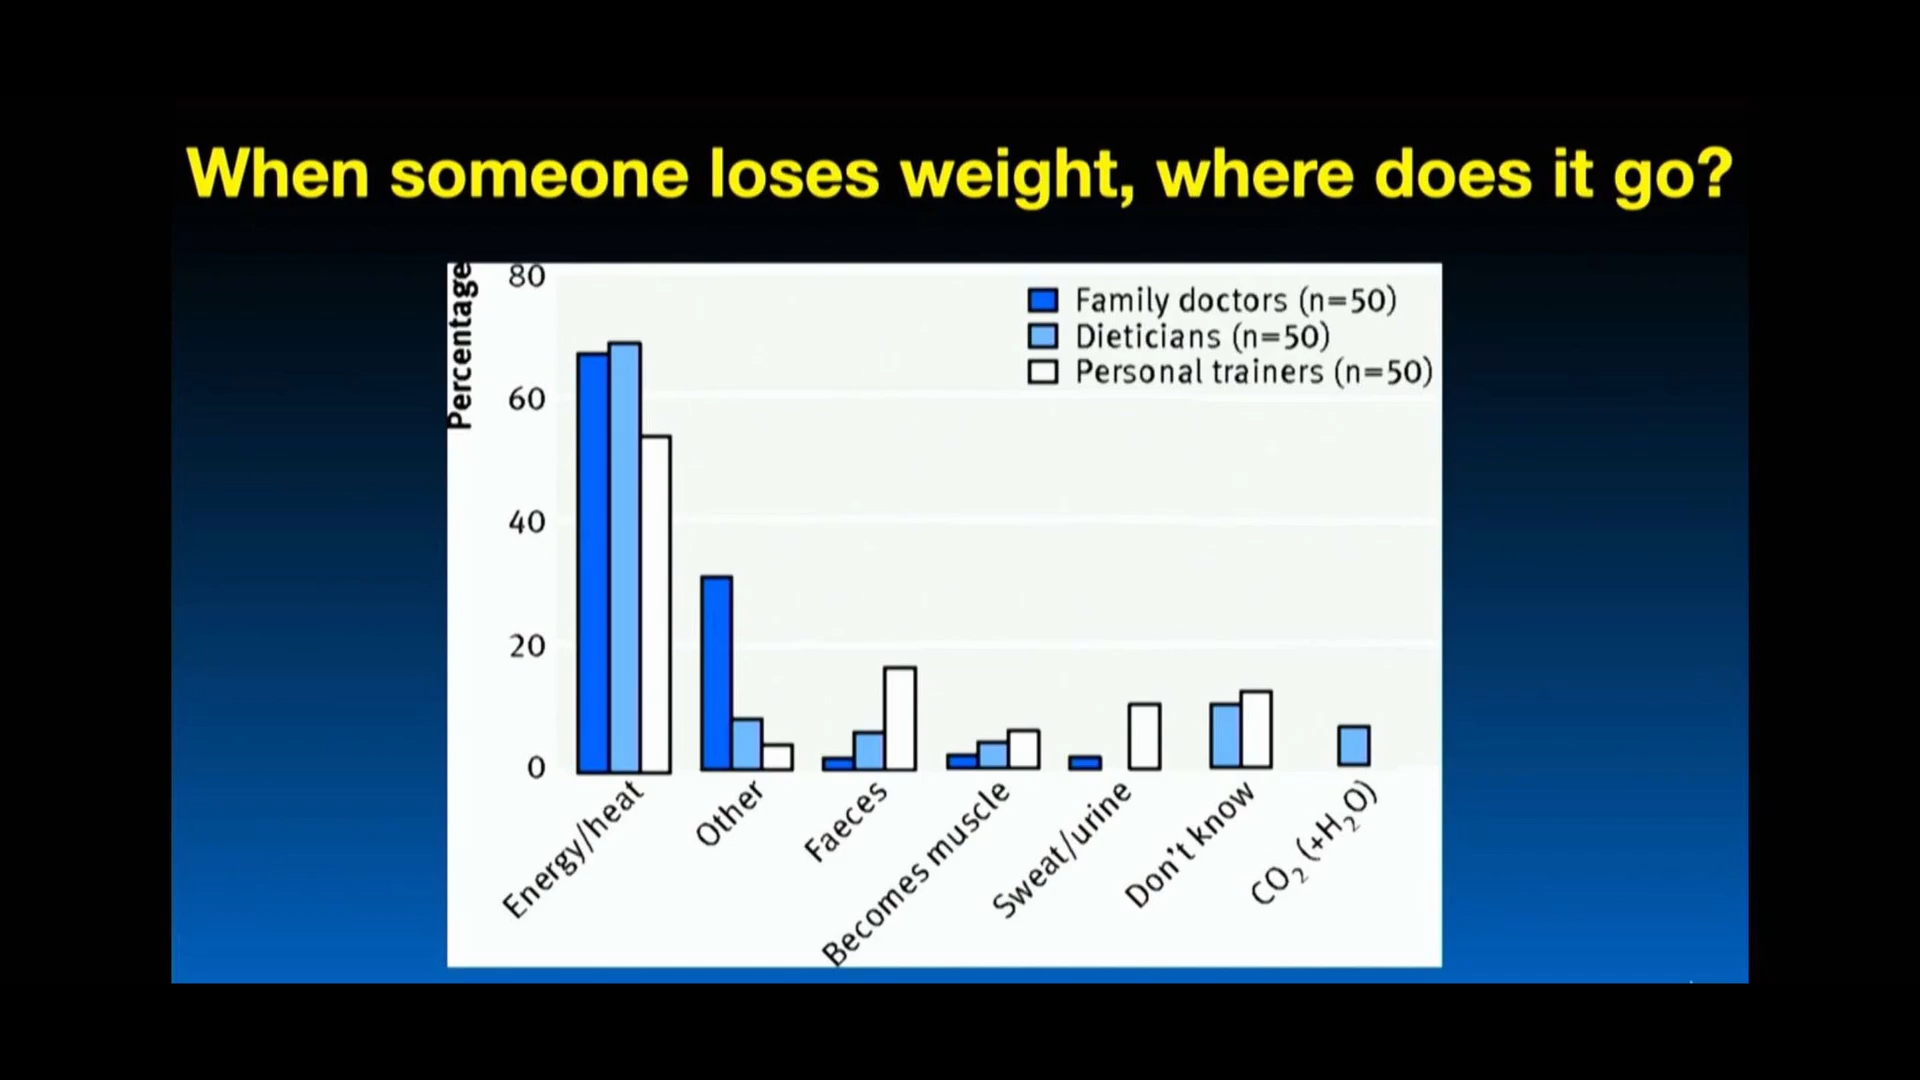 When someone loses weight, where does it go?
Percentage
80
60
40
20
0
Family doctors (n=50)
Dieticians (n=50)
Personal trainers (n=50)
Energy/heat
Other
Faeces
Becomes muscle
Sweat/urine
Don't know
CO₂ (+H₂O)